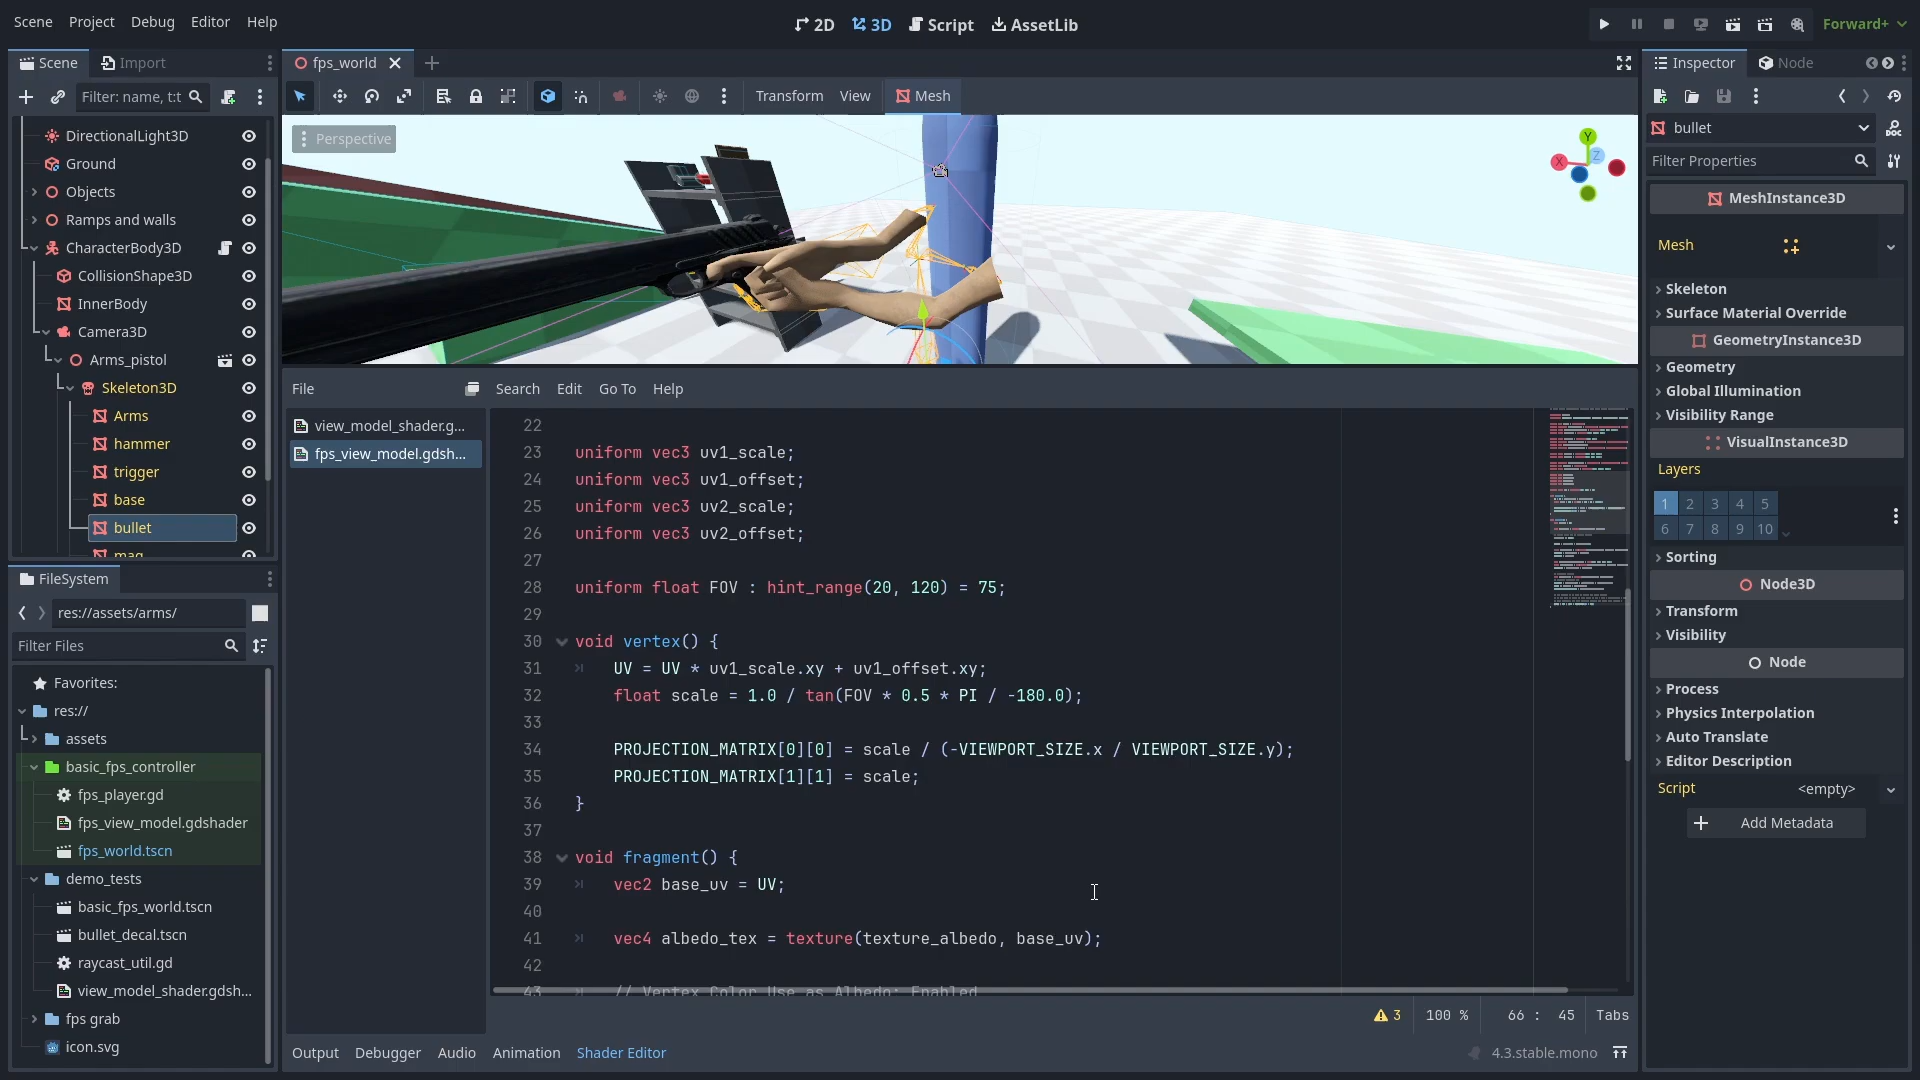 Scene Project Debug Editor Help
2D 3D Script AssetLib
Forward+
Scene Import
Filter: name, t:t
DirectionalLight3D
Ground
Objects
Ramps and walls
CharacterBody3D
CollisionShape3D
InnerBody
Camera3D
Arms_pistol
Skeleton3D
Arms
hammer
trigger
base
bullet
mag
FileSystem
res://assets/arms/
Filter Files
Favorites:
res://
assets
basic_fps_controller
fps_player.gd
fps_view_model.gdshader
fps_world.tscn
demo_tests
basic_fps_world.tscn
bullet_decal.tscn
raycast_util.gd
view_model_shader.gdsh...
fps grab
icon.svg
fps_world
Transform View Mesh
Perspective
Y
X
Z
File Search Edit Go To Help
view_model_shader.g...
fps_view_model.gdsh...
22
23 uniform vec3 uv1_scale;
24 uniform vec3 uv1_offset;
25 uniform vec3 uv2_scale;
26 uniform vec3 uv2_offset;
27
28 uniform float FOV : hint_range(20, 120) = 75;
29
30 void vertex() {
31 UV = UV * uv1_scale.xy + uv1_offset.xy;
32 float scale = 1.0 / tan(FOV * 0.5 * PI / -180.0);
33
34 PROJECTION_MATRIX[0][0] = scale / (-VIEWPORT_SIZE.x / VIEWPORT_SIZE.y);
35 PROJECTION_MATRIX[1][1] = scale;
36 }
37
38 void fragment() {
39 vec2 base_uv = UV;
40
41 vec4 albedo_tex = texture(texture_albedo, base_uv);
42
43 // Vertex Color Use as Albedo: Enabled
3 100 % 66 : 45 Tabs
Output Debugger Audio Animation Shader Editor 4.3.stable.mono
Inspector Node
bullet
Filter Properties
MeshInstance3D
Mesh
Skeleton
Surface Material Override
GeometryInstance3D
Geometry
Global Illumination
Visibility Range
VisualInstance3D
Layers
1 2 3 4 5
6 7 8 9 10
Sorting
Node3D
Transform
Visibility
Node
Process
Physics Interpolation
Auto Translate
Editor Description
Script <empty>
Add Metadata